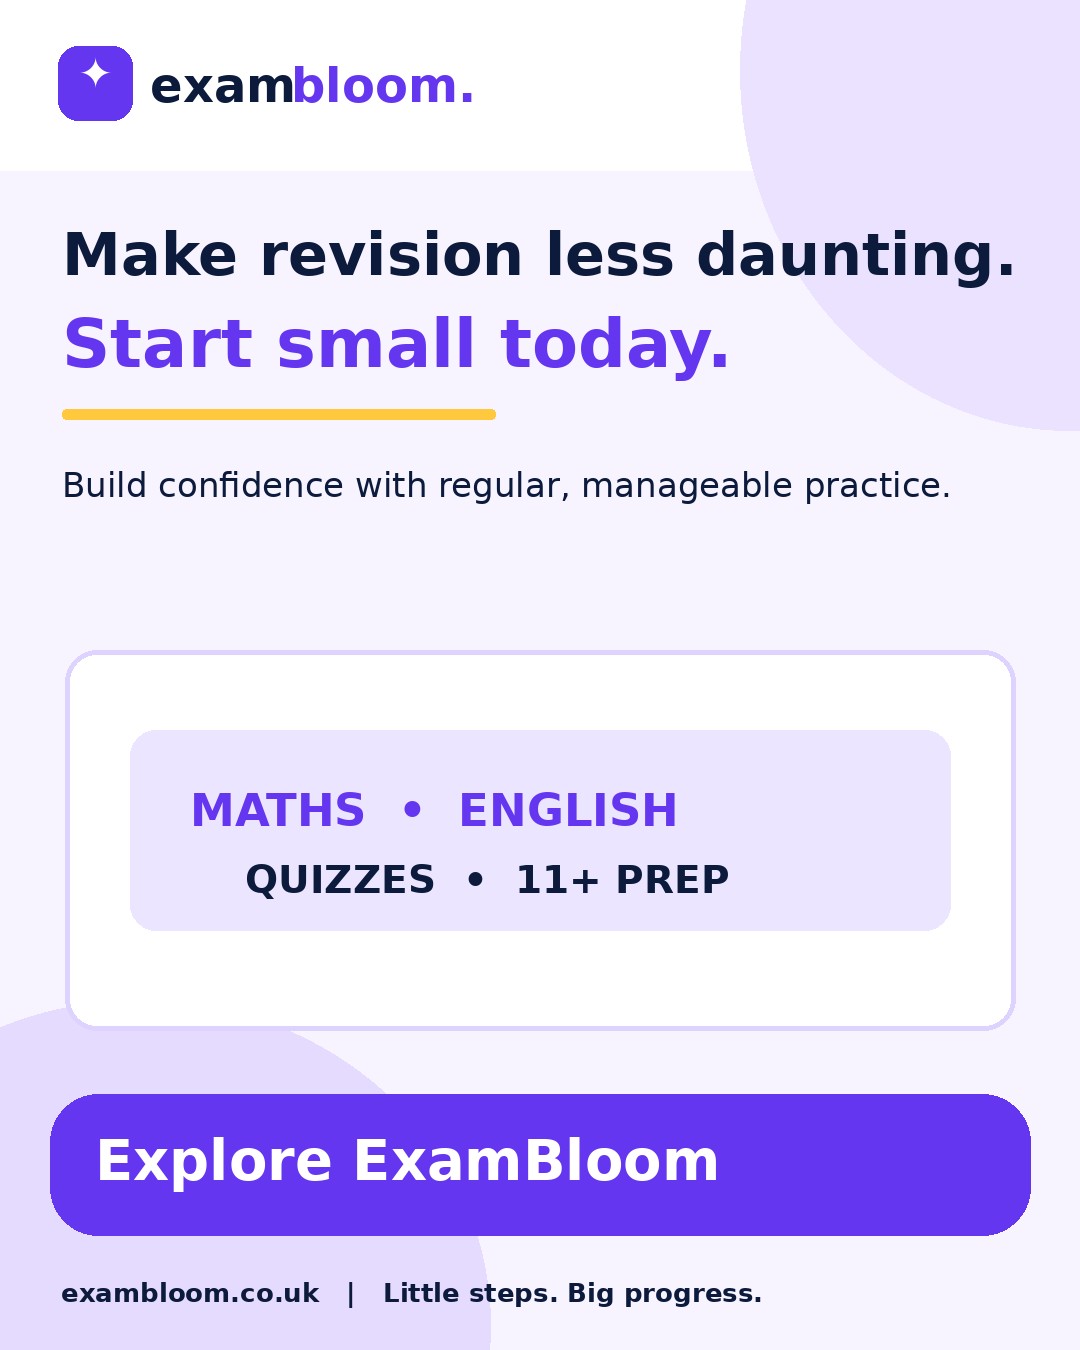 exambloom.
Make revision less daunting.
Start small today.
Build confidence with regular, manageable practice.
MATHS • ENGLISH
QUIZZES • 11+ PREP
Explore ExamBloom
exambloom.co.uk | Little steps. Big progress.